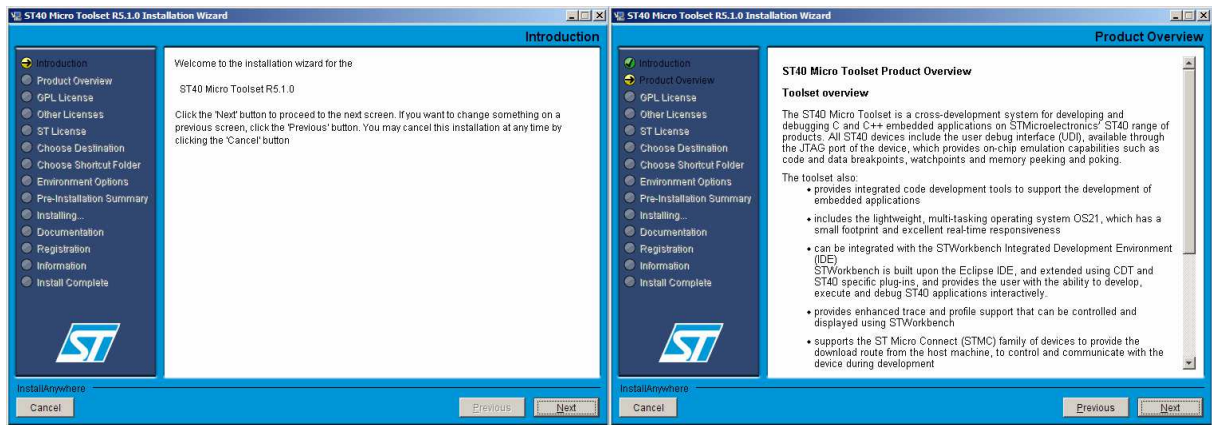 ST40 Micro Toolset R5.1.0 Installation Wizard
Introduction
Introduction
Product Overview
GPL License
Other Licenses
ST License
Choose Destination
Choose Shortcut Folder
Environment Options
Pre-Installation Summary
Installing...
Documentation
Registration
Information
Install Complete
ST
Welcome to the installation wizard for the
ST40 Micro Toolset R5.1.0
Click the 'Next' button to proceed to the next screen. If you want to change something on a
previous screen, click the 'Previous' button. You may cancel this installation at any time by
clicking the 'Cancel' button
InstallAnywhere
Cancel
Previous
Next
ST40 Micro Toolset R5.1.0 Installation Wizard
Product Overview
Introduction
Product Overview
GPL License
Other Licenses
ST License
Choose Destination
Choose Shortcut Folder
Environment Options
Pre-Installation Summary
Installing...
Documentation
Registration
Information
Install Complete
ST
ST40 Micro Toolset Product Overview
Toolset overview
The ST40 Micro Toolset is a cross-development system for developing and
debugging C and C++ embedded applications on STMicroelectronics' ST40 range of
products. All ST40 devices include the user debug interface (UDI), available through
the JTAG port of the device, which provides on-chip emulation capabilities such as
code and data breakpoints, watchpoints and memory peeking and poking.
The toolset also:
• provides integrated code development tools to support the development of
embedded applications
• includes the lightweight, multi-tasking operating system OS21, which has a
small footprint and excellent real-time responsiveness
• can be integrated with the STWorkbench Integrated Development Environment
(IDE)
STWorkbench is built upon the Eclipse IDE, and extended using CDT and
ST40 specific plug-ins, and provides the user with the ability to develop,
execute and debug ST40 applications interactively.
• provides enhanced trace and profile support that can be controlled and
displayed using STWorkbench
• supports the ST Micro Connect (STMC) family of devices to provide the
download route from the host machine, to control and communicate with the
device during development
InstallAnywhere
Cancel
Previous
Next